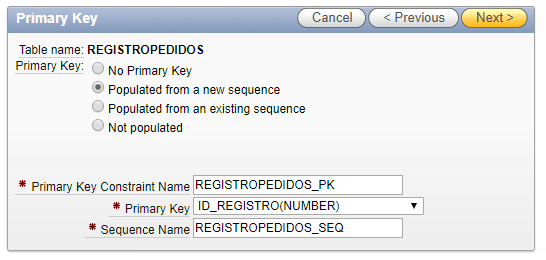 Primary Key
Cancel
< Previous
Next >
Table name: REGISTROPEDIDOS
Primary Key:
No Primary Key
Populated from a new sequence
Populated from an existing sequence
Not populated
* Primary Key Constraint Name REGISTROPEDIDOS_PK
* Primary Key ID_REGISTRO(NUMBER)
* Sequence Name REGISTROPEDIDOS_SEQ